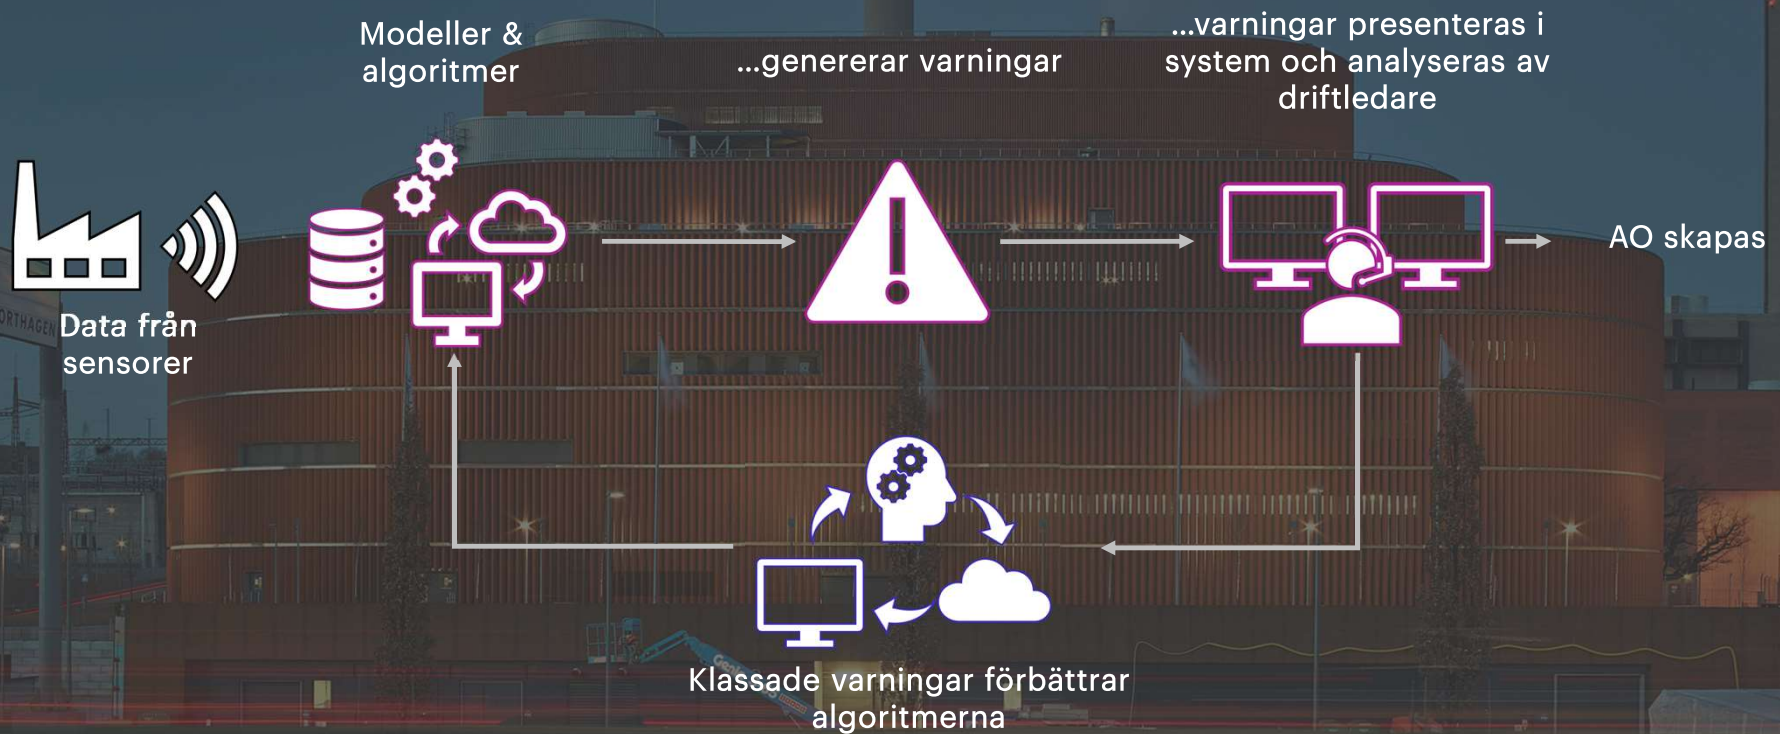 Modeller &
algoritmer
...genererar varningar
...varningar presenteras i
system och analyseras av
driftledare
AO skapas
Data från
sensorer
Klassade varningar förbättrar
algoritmerna